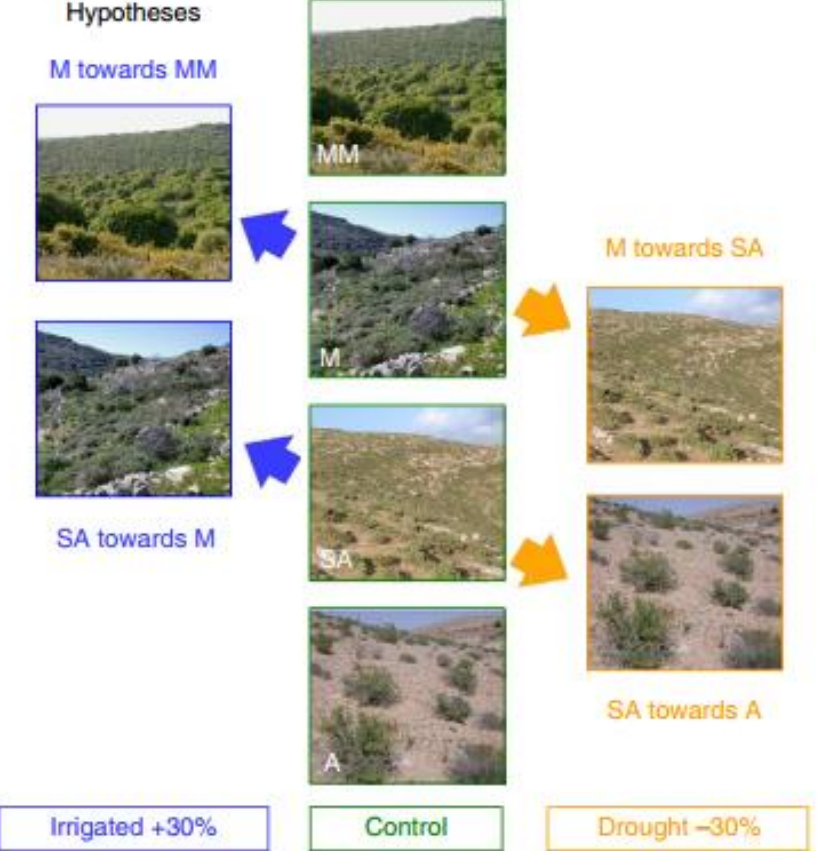 Hypotheses
M towards MM
MM
M
M towards SA
SA towards M
SA
SA towards A
A
Irrigated +30%
Control
Drought –30%